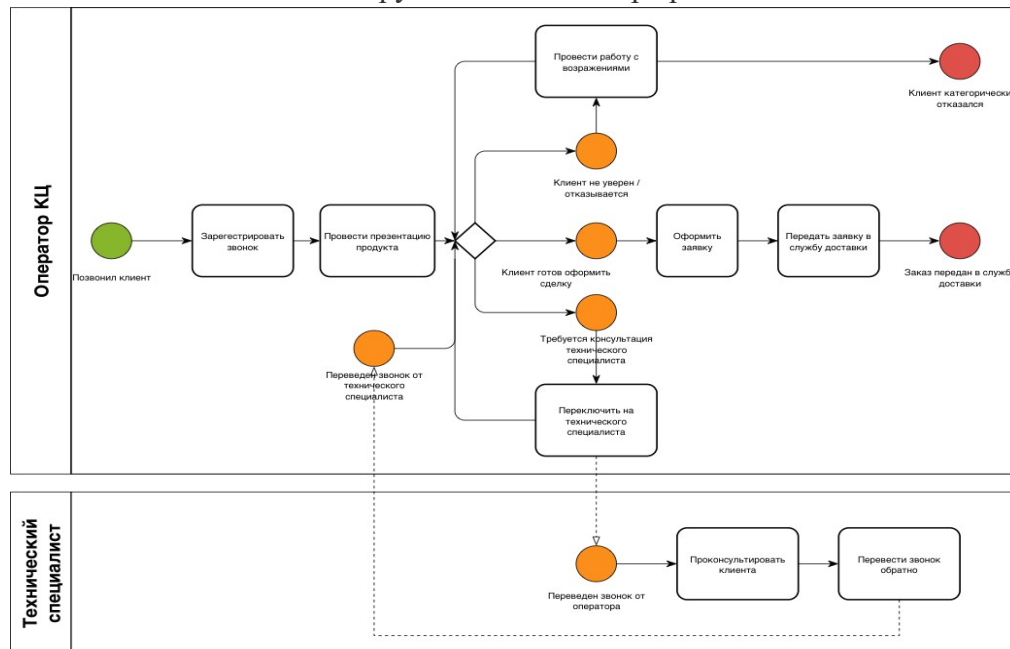 Оператор КЦ
Провести работу с
возражениями
Клиент категорически
отказался
Клиент не уверен /
отказывается
Позвонил клиент
Зарегестрировать
звонок
Провести презентацию
продукта
Клиент готов оформить
сделку
Оформить
заявку
Передать заявку в
службу доставки
Заказ передан в служб
доставки
Требуется консультация
технического
специалиста
Переведен звонок от
технического
специалиста
Переключить на
технического
специалиста
Технический
специалист
Переведен звонок от
оператора
Проконсультировать
клиента
Перевести звонок
обратно